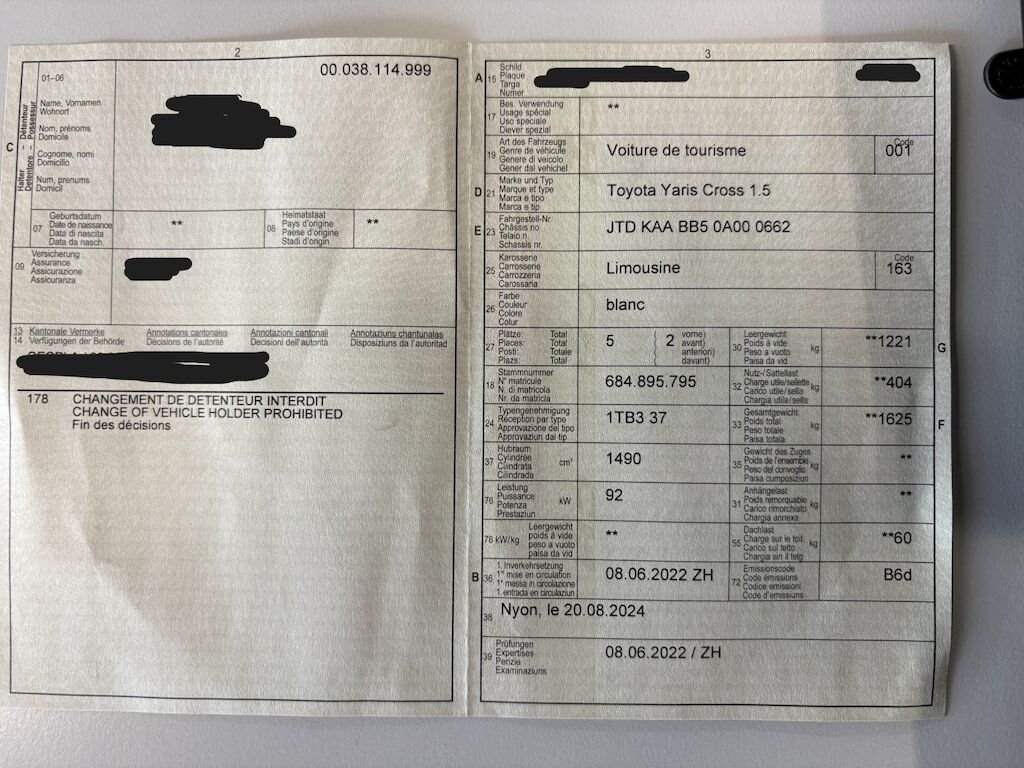 2
01–06
00.038.114.999
C
Halter – Détenteur
Detentore – Possessur
Name, Vornamen
Wohnort
Nom, prénoms
Domicile
Cognome, nomi
Domicilio
Num, prenums
Domicil
07
Geburtsdatum
Date de naissance
Data di nascita
Data da nasch.
**
08
Heimatstaat
Pays d'origine
Paese d'origine
Stadi d'origin
**
09
Versicherung
Assurance
Assicurazione
Assicuranza
13 Kantonale Vermerke Annotations cantonales Annotazioni cantonali Annotaziuns chantunalas
14 Verfügungen der Behörde Décisions de l'autorité Decisioni dell'autorità Disposiziuns da l'autoritad
178 CHANGEMENT DE DETENTEUR INTERDIT
CHANGE OF VEHICLE HOLDER PROHIBITED
Fin des décisions
3
A 15
Schild
Plaque
Targa
Numer
17
Bes. Verwendung
Usage spécial
Uso speciale
Diever spezial
**
19
Art des Fahrzeugs
Genre de véhicule
Genere di veicolo
Gener dal vehichel
Voiture de tourisme
Code
001
D 21
Marke und Typ
Marque et type
Marca e tipo
Marca e tip
Toyota Yaris Cross 1.5
E 23
Fahrgestell-Nr.
Châssis no
Telaio n.
Schassis nr.
JTD KAA BB5 0A00 0662
25
Karosserie
Carrosserie
Carrozzeria
Carossaria
Limousine
Code
163
26
Farbe
Couleur
Colore
Colur
blanc
27
Plätze: Total
Places: Total
Posti: Totale
Plazs: Total
5 ( 2
vorne)
avant)
anteriori)
davant)
30
Leergewicht
Poids à vide
Peso a vuoto
Paisa da vid
kg
**1221
G
18
Stammnummer
N° matricule
N. di matricola
Nr. da matricla
684.895.795
32
Nutz-/Sattellast
Charge utile/sellette
Carico utile/sella
Chargia utila/sella
kg
**404
24
Typengenehmigung
Réception par type
Approvazione del tipo
Approvaziun dal tip
1TB3 37
33
Gesamtgewicht
Poids total
Peso totale
Paisa totala
kg
**1625
F
37
Hubraum
Cylindrée
Cilindrata
Cilindrade
cm³
1490
35
Gewicht des Zuges
Poids de l'ensemble
Peso del convoglio
Paisa cumposiziun
kg
**
76
Leistung
Puissance
Potenza
Prestaziun
kW
92
31
Anhängelast
Poids remorquable
Carico rimorchiato
Chargia annexa
kg
**
78 kW/kg
Leergewicht
poids à vide
peso a vuoto
paisa da vid
**
55
Dachlast
Charge sur le toit
Carico sul tetto
Chargia sin il tetg
kg
**60
B 36
1. Inverkehrsetzung
1re mise en circulation
1a messa in circolazione
1. entrada en circulaziun
08.06.2022 ZH
72
Emissionscode
Code émissions
Codice emissioni
Code d'emissiuns
B6d
38
Nyon, le 20.08.2024
39
Prüfungen
Expertises
Perizie
Examinaziuns
08.06.2022 / ZH